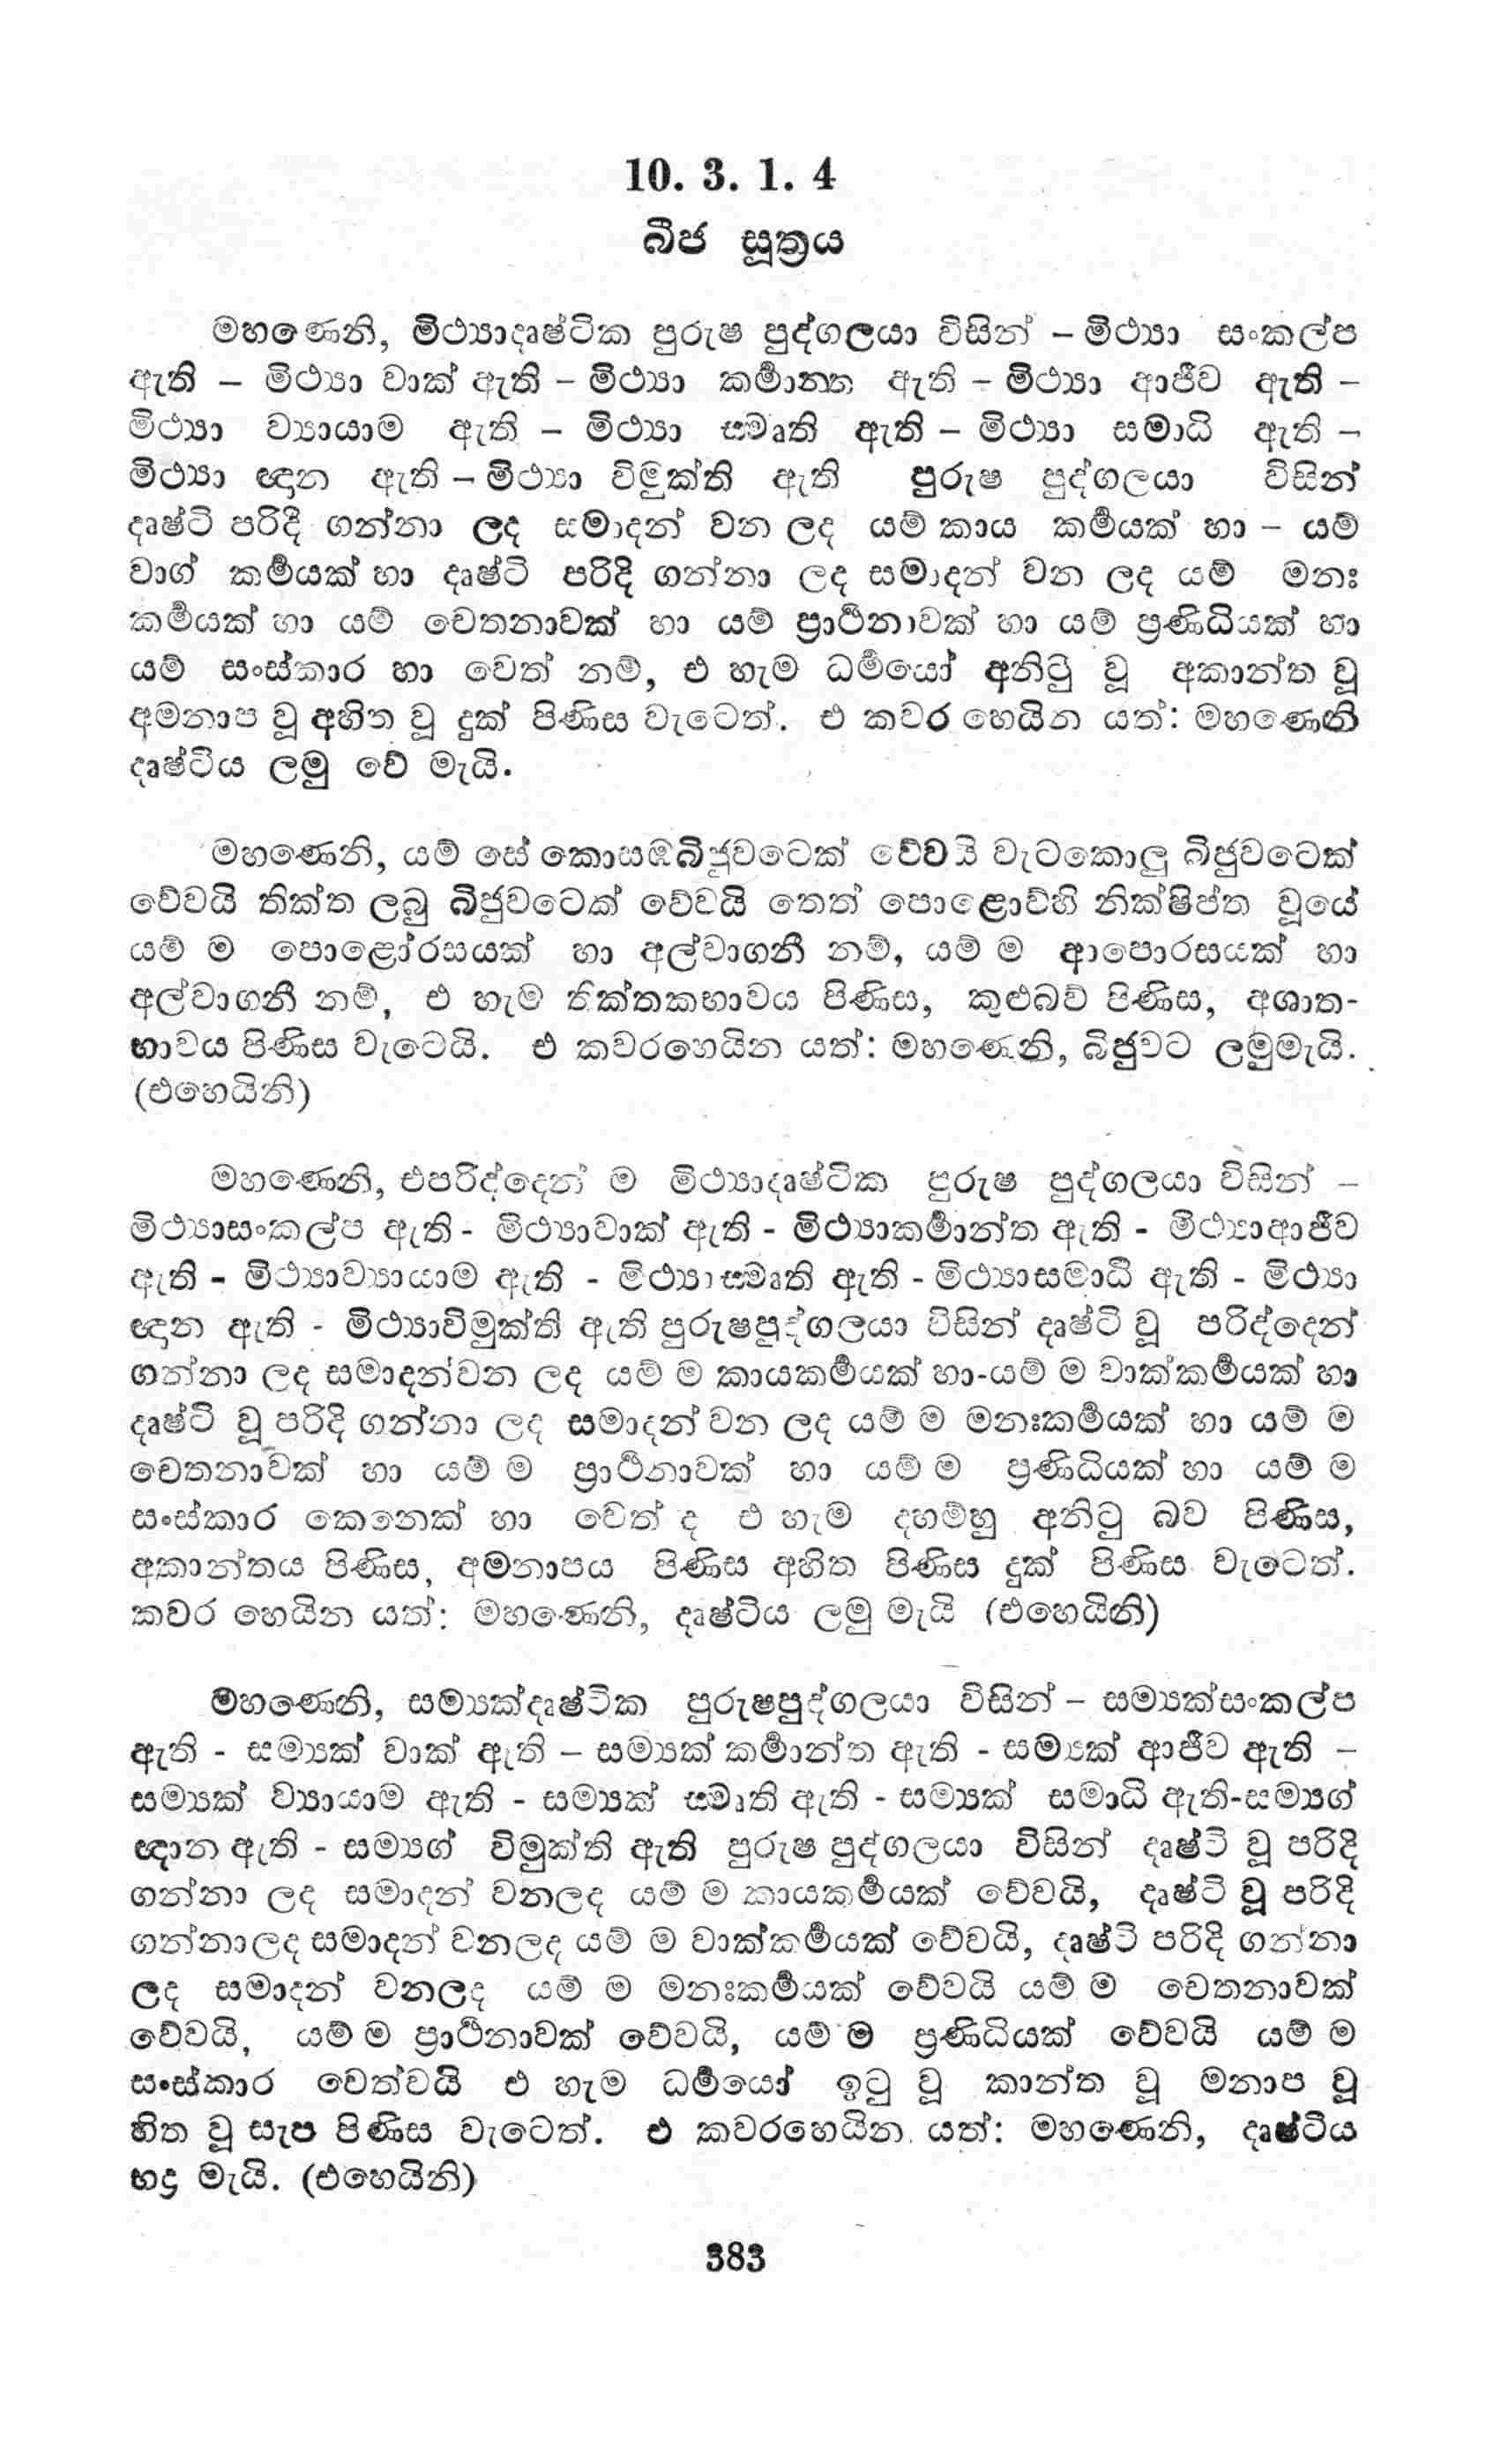 10. 3. 1. 4
බීජ සූත්‍රය
මහණෙනි, මිථ්‍යාදෘෂ්ටික පුරුෂ පුද්ගලයා විසින් – මිථ්‍යා සංකල්ප
ඇති – මිථ්‍යා වාක් ඇති – මිථ්‍යා කර්‍මාන්ත ඇති – මිථ්‍යා ආජීව ඇති –
මිථ්‍යා ව්‍යායාම ඇති – මිථ්‍යා ස්මෘති ඇති – මිථ්‍යා සමාධි ඇති –
මිථ්‍යා ඥාන ඇති – මිථ්‍යා විමුක්ති ඇති පුරුෂ පුද්ගලයා විසින්
දෘෂ්ටි පරිදි ගන්නා ලද සමාදන් වන ලද යම් කාය කර්‍මයක් හා – යම්
වාග් කර්‍මයක් හා දෘෂ්ටි පරිදි ගන්නා ලද සමාදන් වන ලද යම් මනඃ
කර්‍මයක් හා යම් චෙතනාවක් හා යම් ප්‍රාර්‍ථනාවක් හා යම් ප්‍රණිධියක් හා
යම් සංස්කාර හා වෙත් නම්, එ හැම ධර්‍මයෝ අනිටු වූ අකාන්ත වූ
අමනාප වූ අහිත වූ දුක් පිණිස වැටෙත්. එ කවර හෙයින යත්: මහණෙනි
දෘෂ්ටිය ලමු වේ මැයි.
මහණෙනි, යම් සේ කොසඹබිජුවටෙක් වේවයි වැටකොලු බිජුවටෙක්
වේවයි තික්ත ලබු බිජුවටෙක් වේවයි තෙත් පොළොව්හි නික්ෂිප්ත වූයේ
යම් ම පොළෝරසයක් හා අල්වාගනී නම්, යම් ම ආපොරසයක් හා
අල්වාගනී නම්, එ හැම තික්තකභාවය පිණිස, කුළුබව් පිණිස, අශාත-
භාවය පිණිස වැටෙයි. එ කවරහෙයින යත්: මහණෙනි, බිජුවට ලමුමැයි.
(එහෙයිනි)
මහණෙනි, එපරිද්දෙන් ම මිථ්‍යාදෘෂ්ටික පුරුෂ පුද්ගලයා විසින් –
මිථ්‍යාසංකල්ප ඇති - මිථ්‍යාවාක් ඇති - මිථ්‍යාකර්‍මාන්ත ඇති - මිථ්‍යාආජීව
ඇති - මිථ්‍යාව්‍යායාම ඇති - මිථ්‍යාස්මෘති ඇති - මිථ්‍යාසමාධි ඇති - මිථ්‍යා
ඥාන ඇති - මිථ්‍යාවිමුක්ති ඇති පුරුෂපුද්ගලයා විසින් දෘෂ්ටි වූ පරිද්දෙන්
ගන්නා ලද සමාදන්වන ලද යම් ම කායකර්‍මයක් හා-යම් ම වාක්කර්‍මයක් හා
දෘෂ්ටි වූ පරිදි ගන්නා ලද සමාදන් වන ලද යම් ම මනඃකර්‍මයක් හා යම් ම
චෙතනාවක් හා යම් ම ප්‍රාර්‍ථනාවක් හා යම් ම ප්‍රණිධියක් හා යම් ම
සංස්කාර කෙනෙක් හා වෙත් ද එ හැම දහම්හු අනිටු බව පිණිස,
අකාන්තය පිණිස, අමනාපය පිණිස අහිත පිණිස දුක් පිණිස වැටෙත්.
කවර හෙයින යත්: මහණෙනි, දෘෂ්ටිය ලමු මැයි (එහෙයිනි)
මහණෙනි, සම්‍යක්දෘෂ්ටික පුරුෂපුද්ගලයා විසින් – සම්‍යක්සංකල්ප
ඇති - සම්‍යක් වාක් ඇති – සම්‍යක් කර්‍මාන්ත ඇති - සම්‍යක් ආජීව ඇති –
සම්‍යක් ව්‍යායාම ඇති - සම්‍යක් ස්මෘති ඇති - සම්‍යක් සමාධි ඇති-සම්‍යග්
ඥාන ඇති - සම්‍යග් විමුක්ති ඇති පුරුෂ පුද්ගලයා විසින් දෘෂ්ටි වූ පරිදි
ගන්නා ලද සමාදන් වනලද යම් ම කායකර්‍මයක් වේවයි, දෘෂ්ටි වූ පරිදි
ගන්නාලද සමාදන් වනලද යම් ම වාක්කර්‍මයක් වේවයි, දෘෂ්ටි පරිදි ගන්නා
ලද සමාදන් වනලද යම් ම මනඃකර්‍මයක් වේවයි යම් ම චෙතනාවක්
වේවයි, යම් ම ප්‍රාර්‍ථනාවක් වේවයි, යම් ම ප්‍රණිධියක් වේවයි යම් ම
සංස්කාර වෙත්වයි එ හැම ධර්‍මයෝ ඉටු වූ කාන්ත වූ මනාප වූ
හිත වූ සැප පිණිස වැටෙත්. එ කවරහෙයින යත්: මහණෙනි, දෘෂ්ටිය
භද්‍ර මැයි. (එහෙයිනි)
383